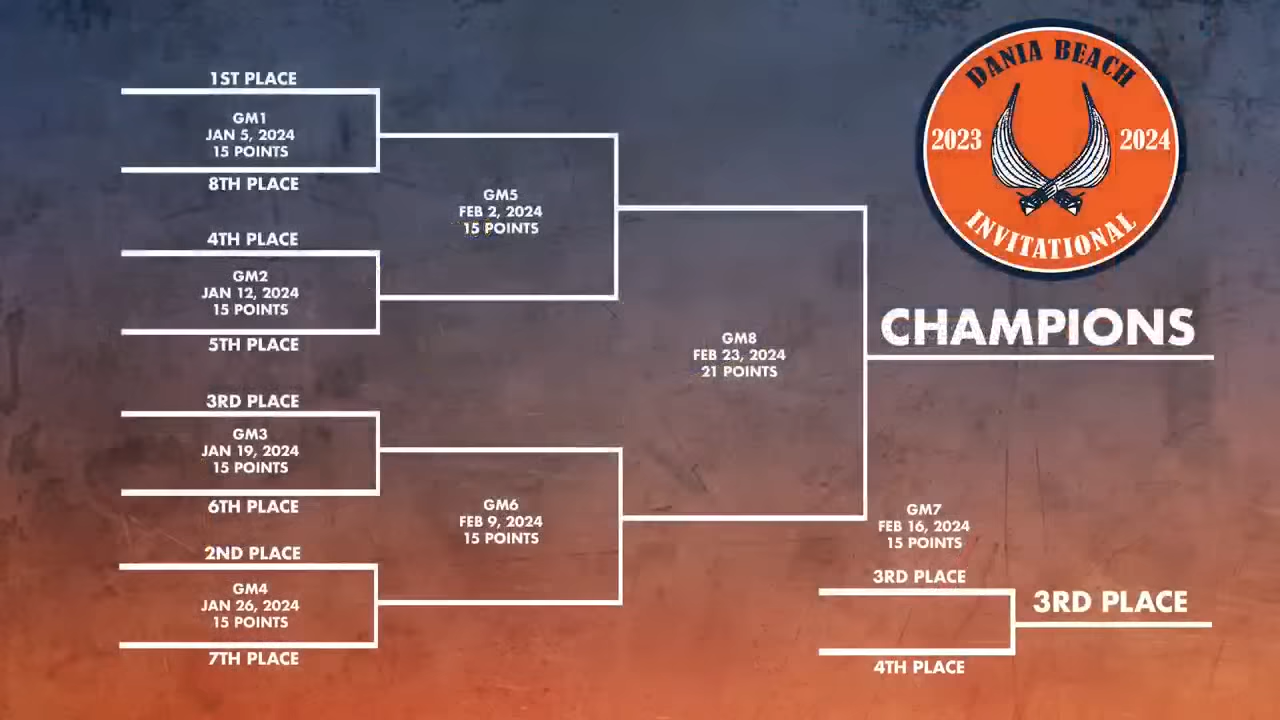 DANIA BEACH
2023 2024
INVITATIONAL
1ST PLACE
GM1
JAN 5, 2024
15 POINTS
8TH PLACE
4TH PLACE
GM2
JAN 12, 2024
15 POINTS
5TH PLACE
3RD PLACE
GM3
JAN 19, 2024
15 POINTS
6TH PLACE
2ND PLACE
GM4
JAN 26, 2024
15 POINTS
7TH PLACE
GM5
FEB 2, 2024
15 POINTS
GM6
FEB 9, 2024
15 POINTS
GM8
FEB 23, 2024
21 POINTS
CHAMPIONS
GM7
FEB 16, 2024
15 POINTS
3RD PLACE
4TH PLACE
3RD PLACE